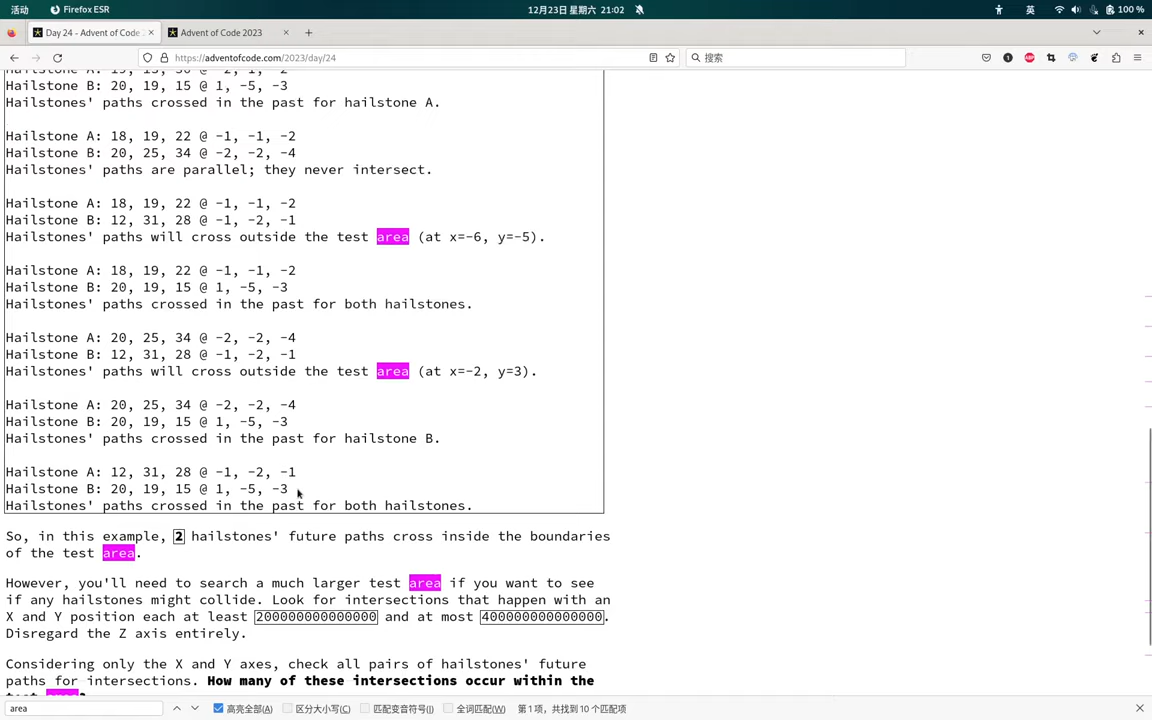 活动
Firefox ESR
12月23日星期六 21:02
英
100 %
Day 24 - Advent of Code
Advent of Code 2023
https://adventofcode.com/2023/day/24
搜索
Hailstone B: 20, 19, 15 @ 1, -5, -3
Hailstones' paths crossed in the past for hailstone A.
Hailstone A: 18, 19, 22 @ -1, -1, -2
Hailstone B: 20, 25, 34 @ -2, -2, -4
Hailstones' paths are parallel; they never intersect.
Hailstone A: 18, 19, 22 @ -1, -1, -2
Hailstone B: 12, 31, 28 @ -1, -2, -1
Hailstones' paths will cross outside the test area (at x=-6, y=-5).
Hailstone A: 18, 19, 22 @ -1, -1, -2
Hailstone B: 20, 19, 15 @ 1, -5, -3
Hailstones' paths crossed in the past for both hailstones.
Hailstone A: 20, 25, 34 @ -2, -2, -4
Hailstone B: 12, 31, 28 @ -1, -2, -1
Hailstones' paths will cross outside the test area (at x=-2, y=3).
Hailstone A: 20, 25, 34 @ -2, -2, -4
Hailstone B: 20, 19, 15 @ 1, -5, -3
Hailstones' paths crossed in the past for hailstone B.
Hailstone A: 12, 31, 28 @ -1, -2, -1
Hailstone B: 20, 19, 15 @ 1, -5, -3
Hailstones' paths crossed in the past for both hailstones.
So, in this example, 2 hailstones' future paths cross inside the boundaries
of the test area.
However, you'll need to search a much larger test area if you want to see
if any hailstones might collide. Look for intersections that happen with an
X and Y position each at least 200000000000000 and at most 400000000000000.
Disregard the Z axis entirely.
Considering only the X and Y axes, check all pairs of hailstones' future
paths for intersections. How many of these intersections occur within the
area
高亮全部(A)
区分大小写(C)
匹配变音符号(I)
全词匹配(W)
第 1 项，共找到 10 个匹配项